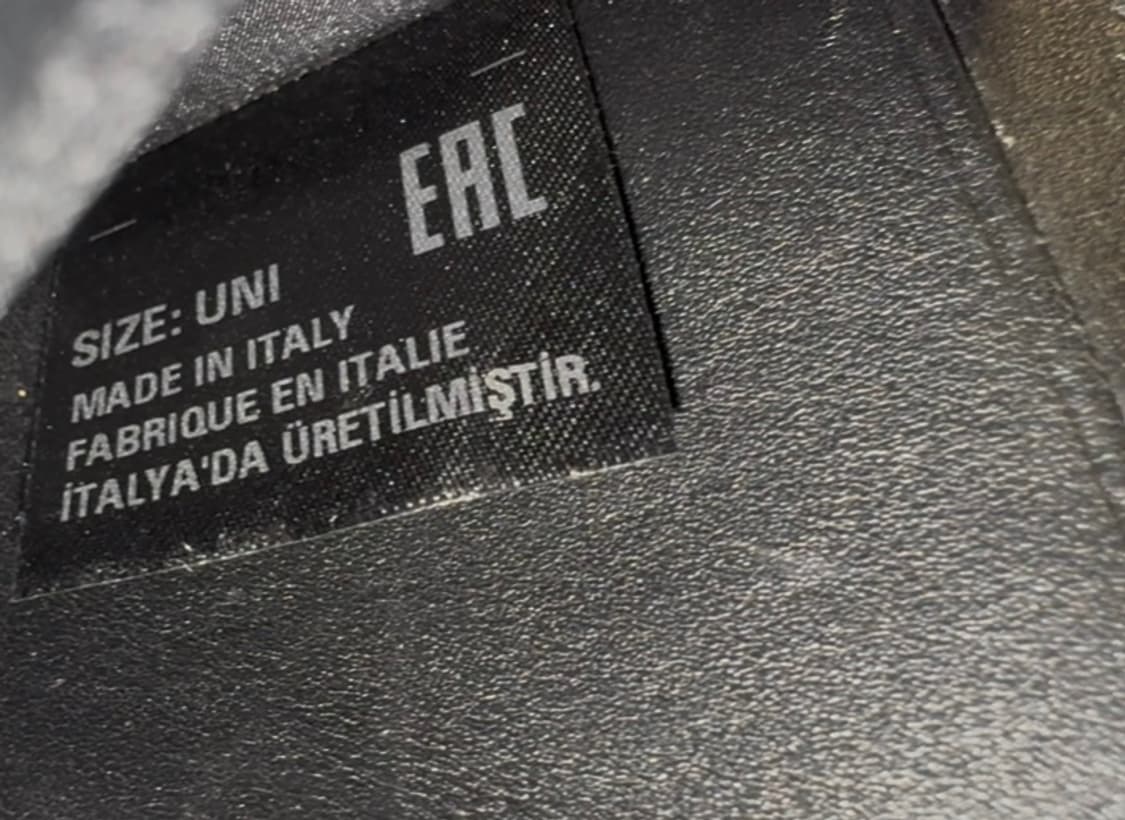 EAC
SIZE: UNI
MADE IN ITALY
FABRIQUE EN ITALIE
İTALYA'DA ÜRETİLMİŞTİR.